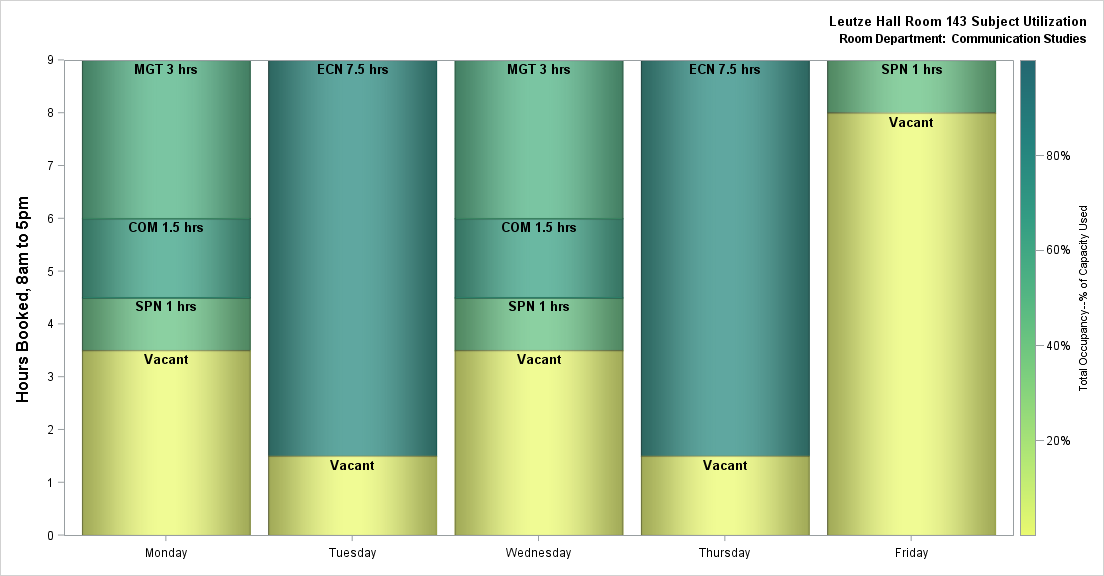 Leutze Hall Room 143 Subject Utilization
Room Department: Communication Studies
Hours Booked, 8am to 5pm
9
8
7
6
5
4
3
2
1
0
MGT 3 hrs
COM 1.5 hrs
SPN 1 hrs
Vacant
Monday
ECN 7.5 hrs
Vacant
Tuesday
MGT 3 hrs
COM 1.5 hrs
SPN 1 hrs
Vacant
Wednesday
ECN 7.5 hrs
Vacant
Thursday
SPN 1 hrs
Vacant
Friday
80%
60%
40%
20%
Total Occupancy--% of Capacity Used